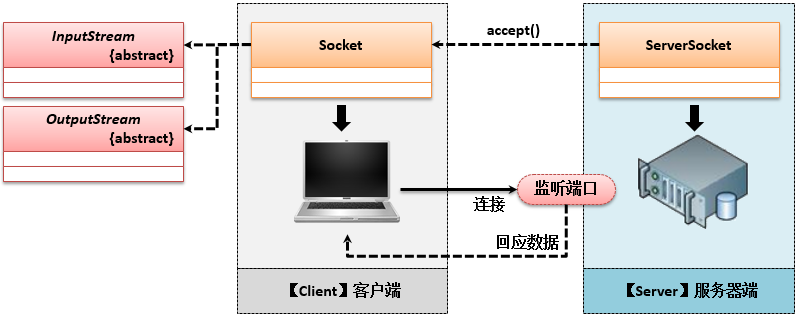 InputStream
{abstract}
OutputStream
{abstract}
Socket
accept()
ServerSocket
连接
监听端口
回应数据
【Client】客户端
【Server】服务器端